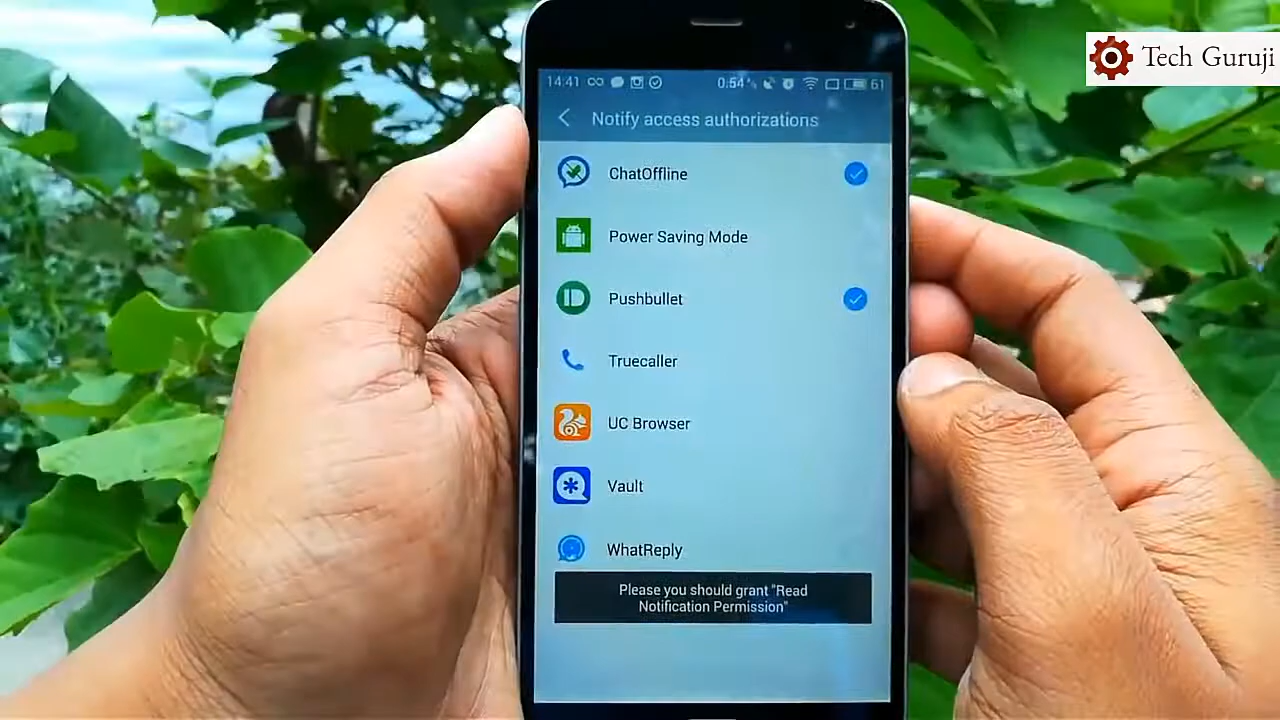 Tech Guruji
14:41
0:54 61
Notify access authorizations
ChatOffline
Power Saving Mode
Pushbullet
Truecaller
UC Browser
Vault
WhatReply
Please you should grant "Read
Notification Permission"